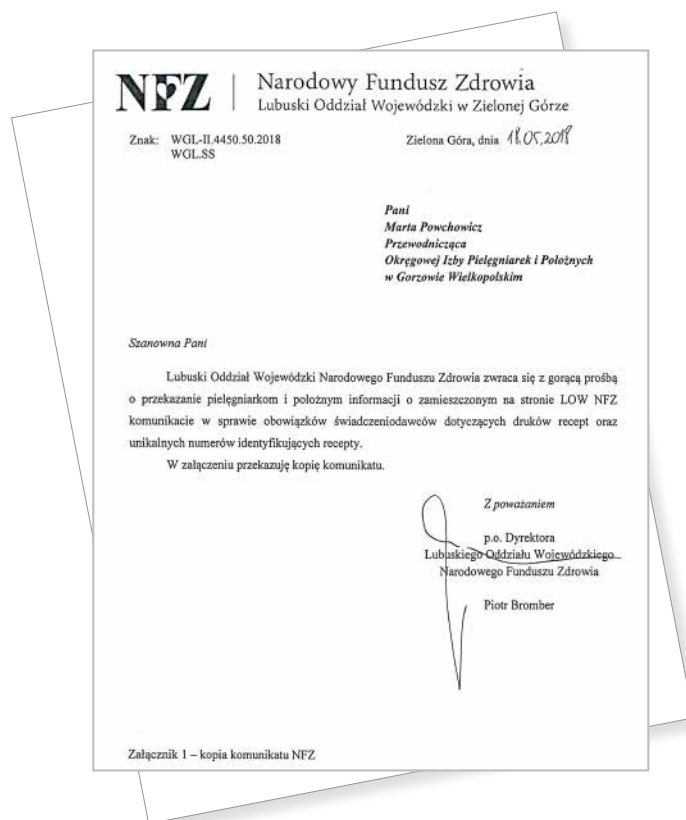 NFZ
Narodowy Fundusz Zdrowia
Lubuski Oddział Wojewódzki w Zielonej Górze
Znak: WGL-II.4450.50.2018
WGL.SS
Zielona Góra, dnia 18.05.2018
Pani
Marta Powchowicz
Przewodnicząca
Okręgowej Izby Pielęgniarek i Położnych
w Gorzowie Wielkopolskim
Szanowna Pani
Lubuski Oddział Wojewódzki Narodowego Funduszu Zdrowia zwraca się z gorącą prośbą
o przekazanie pielęgniarkom i położnym informacji o zamieszczonym na stronie LOW NFZ
komunikacie w sprawie obowiązków świadczeniodawców dotyczących druków recept oraz
unikalnych numerów identyfikujących recepty.
W załączeniu przekazuję kopię komunikatu.
Z poważaniem
p.o. Dyrektora
Lubuskiego Oddziału Wojewódzkiego
Narodowego Funduszu Zdrowia
Piotr Bromber
Załącznik 1 – kopia komunikatu NFZ